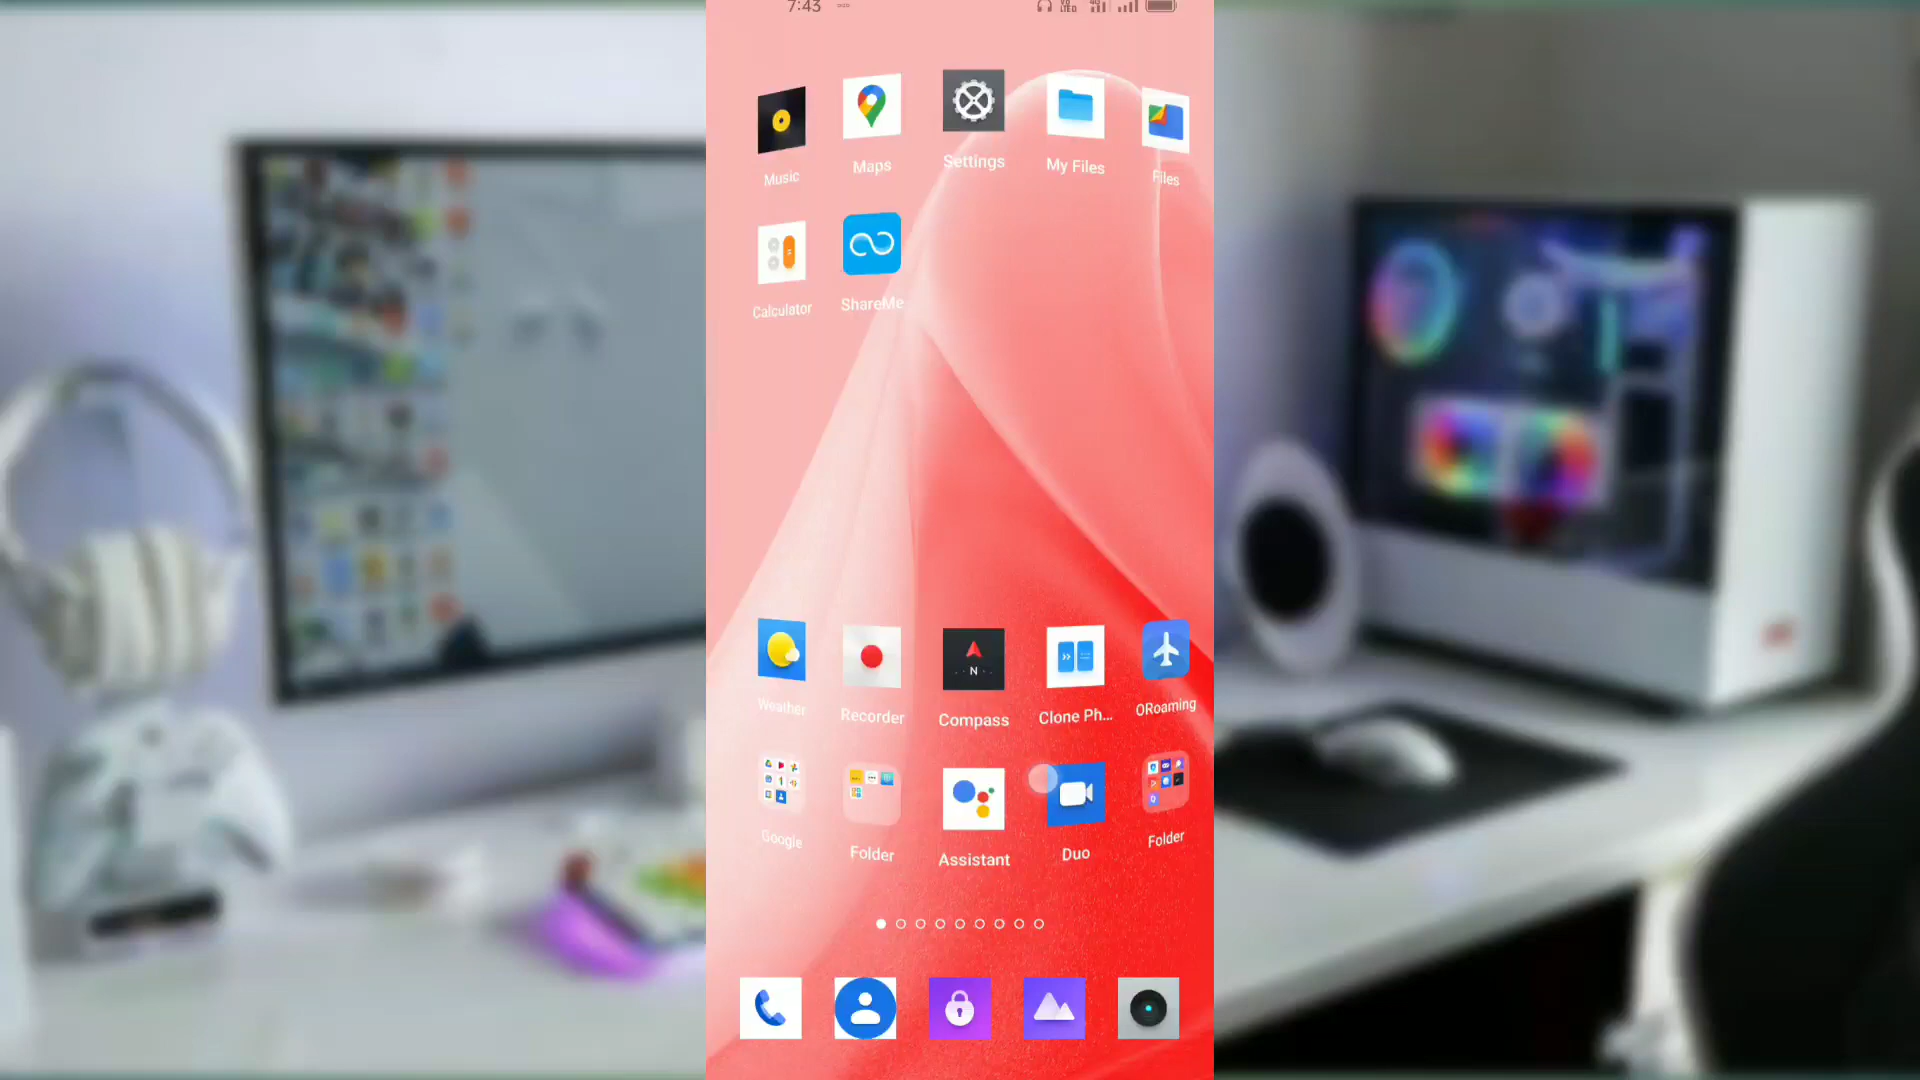 7:43
Music Maps Settings My Files Files
Calculator ShareMe
N
Weather Recorder Compass Clone Ph... ORoaming
Google Folder Assistant Duo Folder